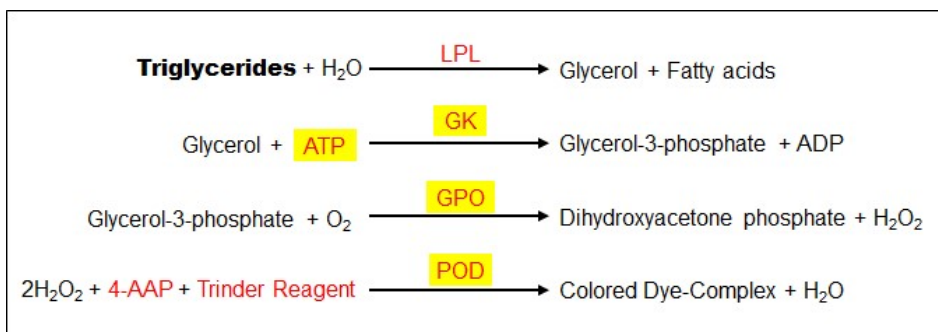 LPL
Triglycerides + H₂O → Glycerol + Fatty acids
GK
Glycerol + ATP → Glycerol-3-phosphate + ADP
GPO
Glycerol-3-phosphate + O₂ → Dihydroxyacetone phosphate + H₂O₂
POD
2H₂O₂ + 4-AAP + Trinder Reagent → Colored Dye-Complex + H₂O